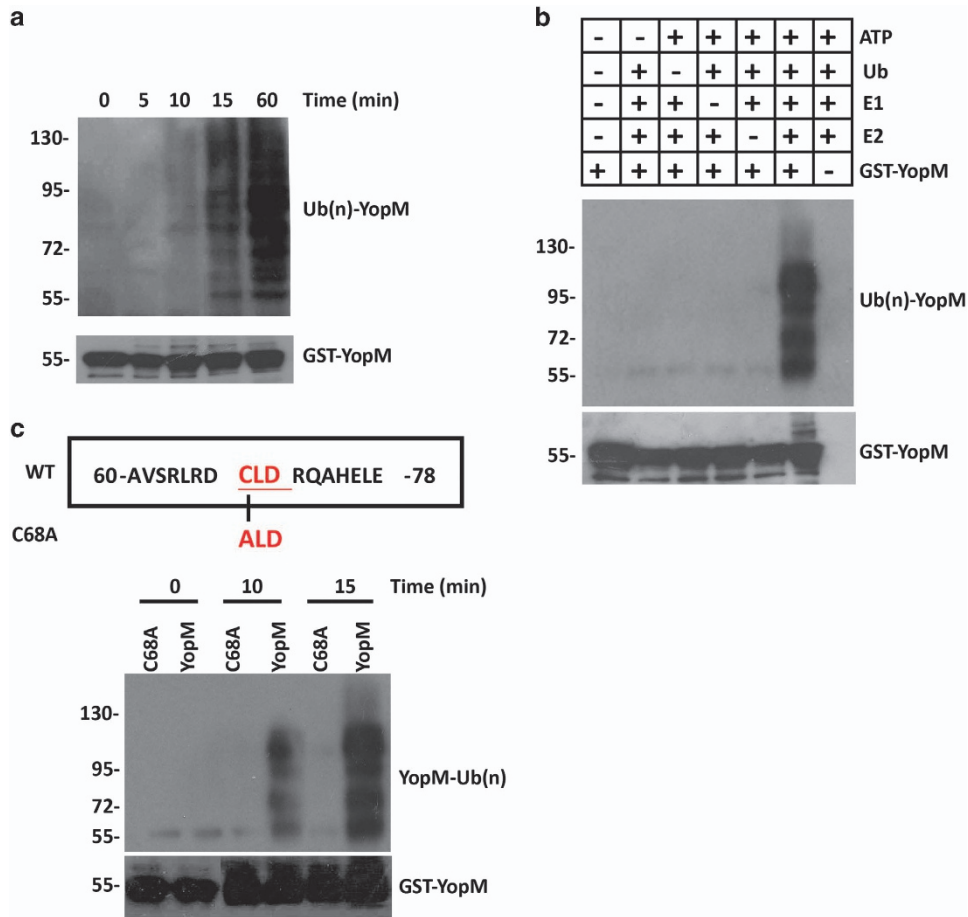 a
0 5 10 15 60 Time (min)
130-
95-
72-
55-
Ub(n)-YopM
55-
GST-YopM
b
- - + + + + + ATP
- + - + + + + Ub
- + + - + + + E1
- + + + - + + E2
+ + + + + + - GST-YopM
130-
95-
72-
55-
Ub(n)-YopM
55-
GST-YopM
c
WT 60-AVSRLRD CLD RQAHELE -78
C68A ALD
0 10 15 Time (min)
C68A YopM C68A YopM C68A YopM
130-
95-
72-
55-
YopM-Ub(n)
55-
GST-YopM